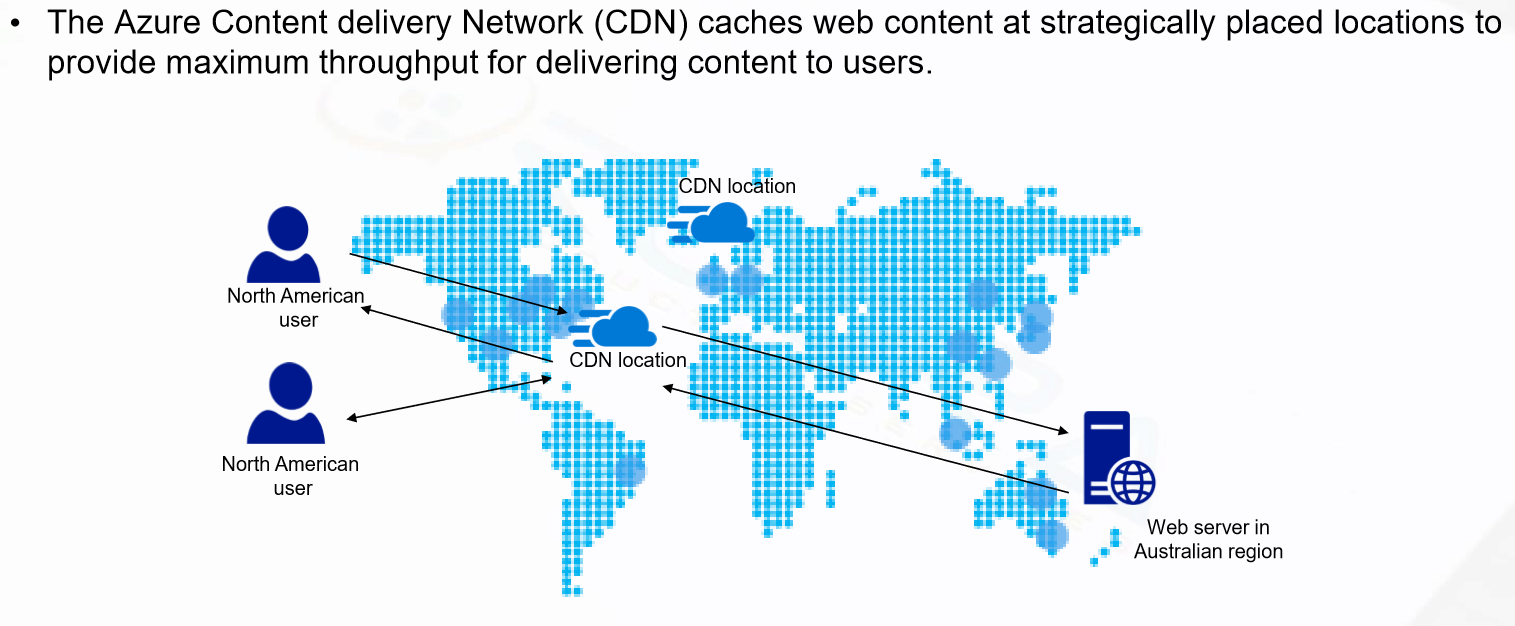 • The Azure Content delivery Network (CDN) caches web content at strategically placed locations to
provide maximum throughput for delivering content to users.
CDN location
North American
user
CDN location
North American
user
Web server in
Australian region